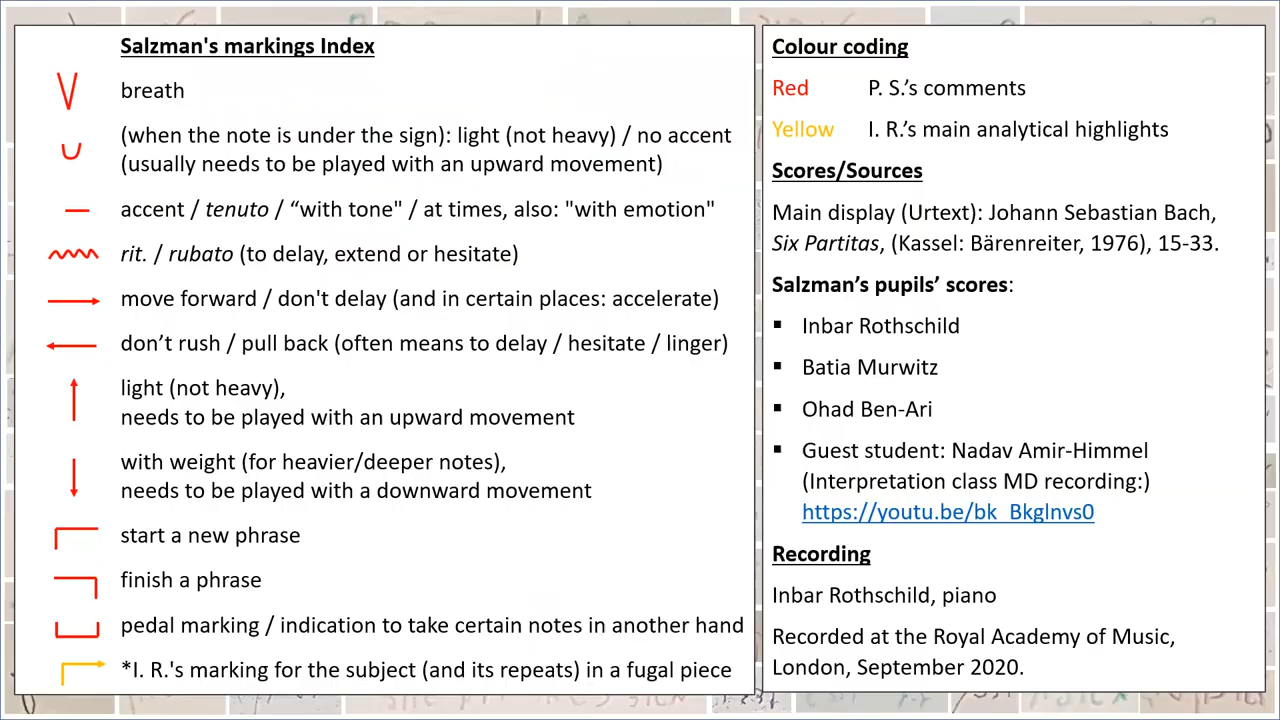 Salzman's markings Index
breath
(when the note is under the sign): light (not heavy) / no accent
(usually needs to be played with an upward movement)
accent / tenuto / “with tone" / at times, also: "with emotion"
rit. / rubato (to delay, extend or hesitate)
move forward / don't delay (and in certain places: accelerate)
don’t rush / pull back (often means to delay / hesitate / linger)
light (not heavy),
needs to be played with an upward movement
with weight (for heavier/deeper notes),
needs to be played with a downward movement
start a new phrase
finish a phrase
pedal marking / indication to take certain notes in another hand
*I. R.'s marking for the subject (and its repeats) in a fugal piece
Colour coding
Red P. S.’s comments
Yellow I. R.’s main analytical highlights
Scores/Sources
Main display (Urtext): Johann Sebastian Bach,
Six Partitas, (Kassel: Bärenreiter, 1976), 15-33.
Salzman’s pupils’ scores:
Inbar Rothschild
Batia Murwitz
Ohad Ben-Ari
Guest student: Nadav Amir-Himmel
(Interpretation class MD recording:)
https://youtu.be/bk_Bkglnvs0
Recording
Inbar Rothschild, piano
Recorded at the Royal Academy of Music,
London, September 2020.